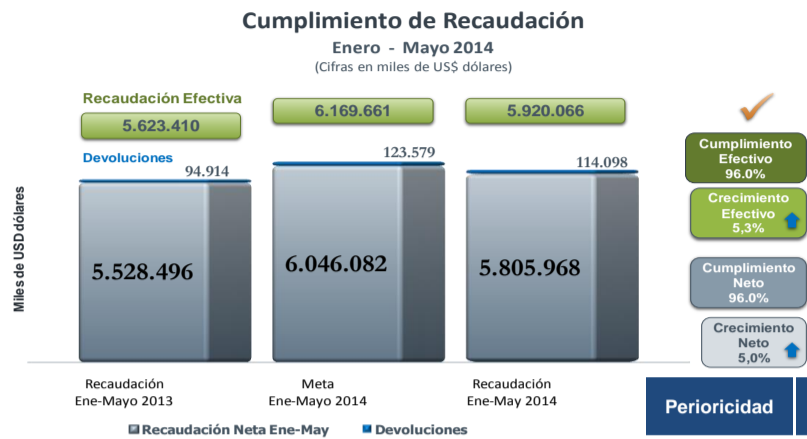 Cumplimiento de Recaudación
Enero - Mayo 2014
(Cifras en miles de US$ dólares)
Recaudación Efectiva
5.623.410
6.169.661
5.920.066
Devoluciones
94.914
123.579
114.098
Cumplimiento
Efectivo
96.0%
Crecimiento
Efectivo
5,3%
Miles de USD dólares
5.528.496
6.046.082
5.805.968
Cumplimiento
Neto
96.0%
Crecimiento
Neto
5,0%
Recaudación
Ene-Mayo 2013
Meta
Ene-Mayo 2014
Recaudación
Ene-May 2014
Perioricidad
Recaudación Neta Ene-May
Devoluciones